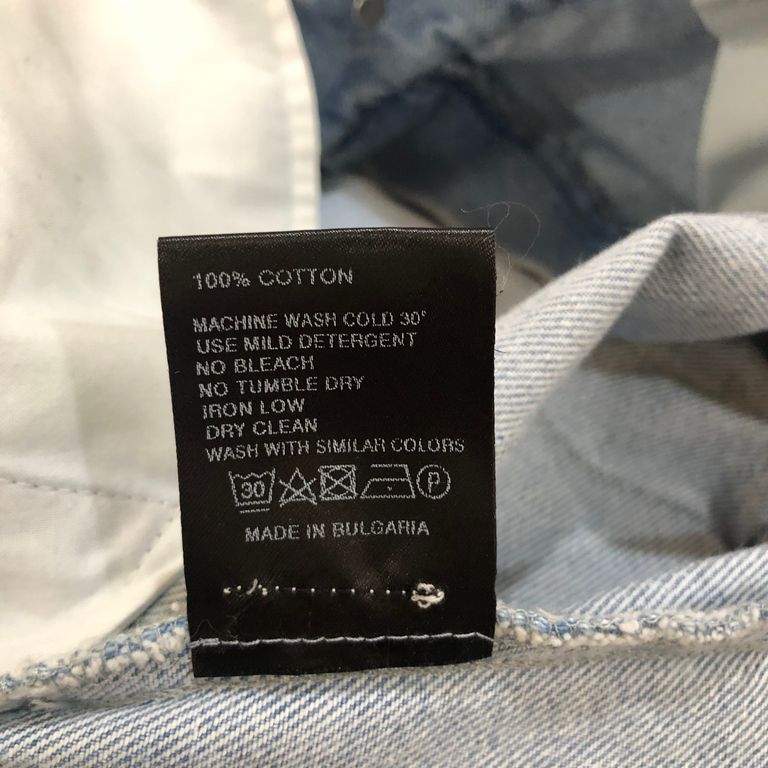 100% COTTON
MACHINE WASH COLD 30°
USE MILD DETERGENT
NO BLEACH
NO TUMBLE DRY
IRON LOW
DRY CLEAN
WASH WITH SIMILAR COLORS
30 P
MADE IN BULGARIA